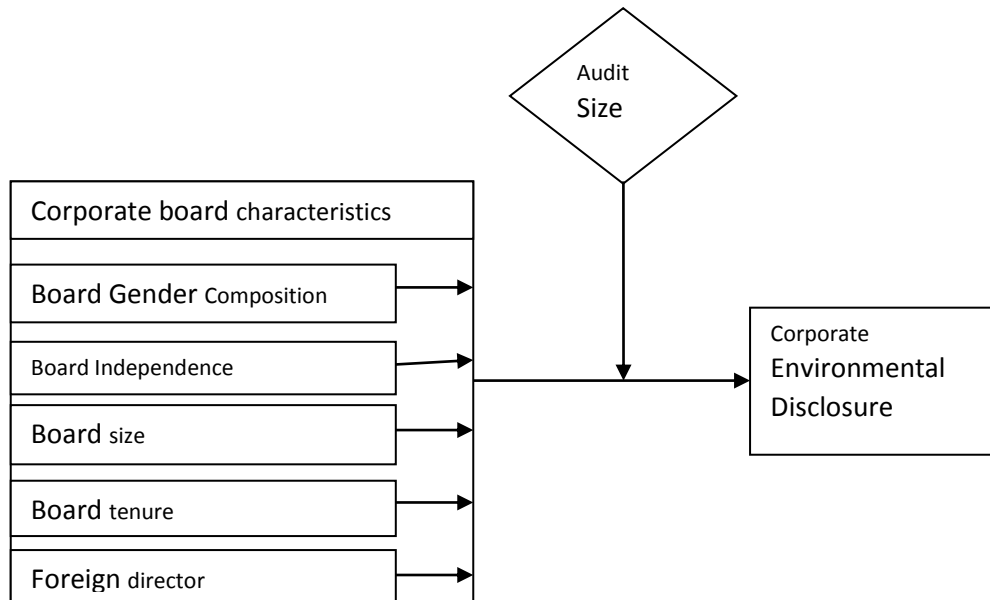 Audit
Size
Corporate board characteristics
Board Gender Composition
Board Independence
Board size
Board tenure
Foreign director
Corporate
Environmental
Disclosure